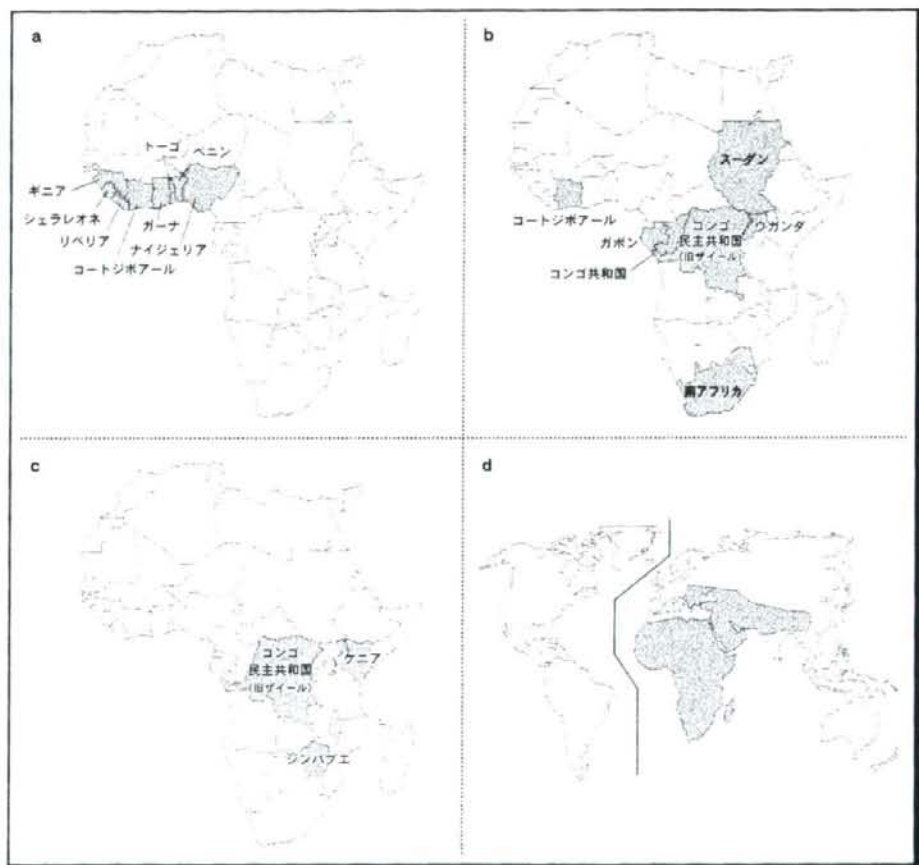 a
トーゴ
ベニン
ギニア
シェラレオネ
リベリア
ガーナ
ナイジェリア
コートジボアール
b
スーダン
コートジボアール
ガボン
コンゴ
民主共和国
(旧ザイール)
ウガンダ
コンゴ共和国
南アフリカ
c
コンゴ
民主共和国
(旧ザイール)
ケニア
ジンバブエ
d